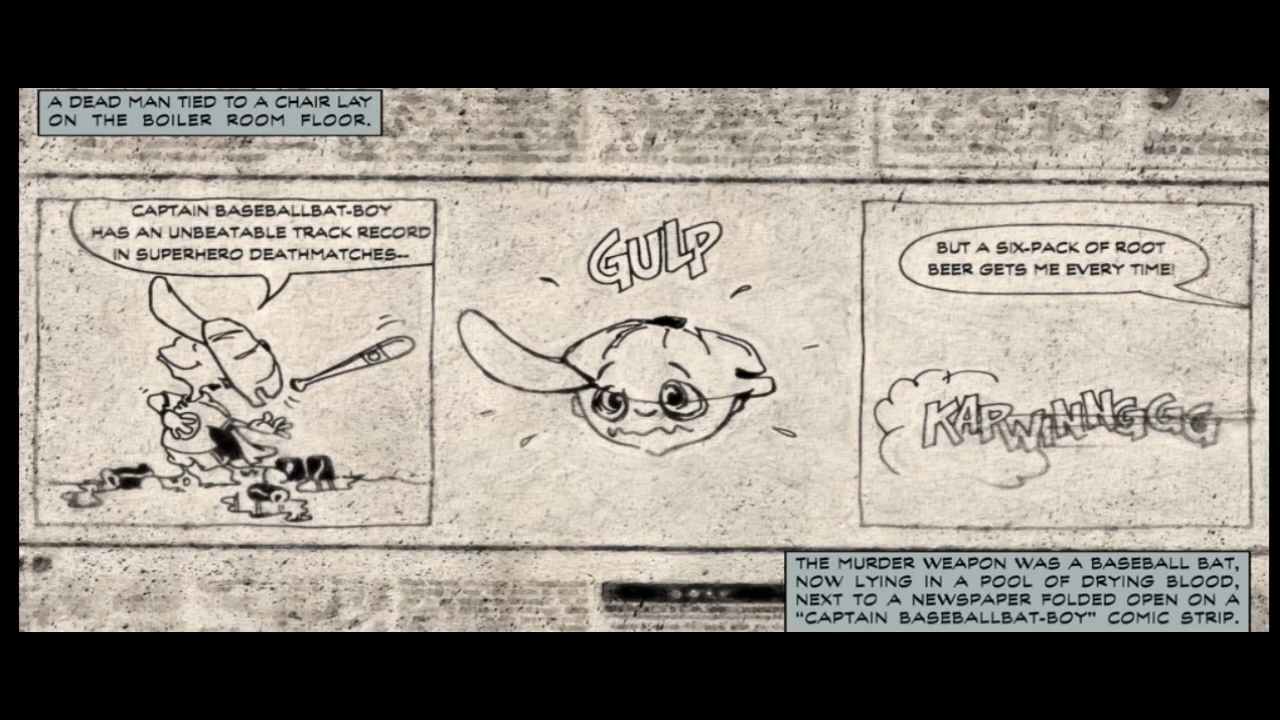 A DEAD MAN TIED TO A CHAIR LAY
ON THE BOILER ROOM FLOOR.
CAPTAIN BASEBALLBAT-BOY
HAS AN UNBEATABLE TRACK RECORD
IN SUPERHERO DEATHMATCHES--
GULP
BUT A SIX-PACK OF ROOT
BEER GETS ME EVERY TIME!
KAPWINNGGG
THE MURDER WEAPON WAS A BASEBALL BAT,
NOW LYING IN A POOL OF DRYING BLOOD,
NEXT TO A NEWSPAPER FOLDED OPEN ON A
"CAPTAIN BASEBALLBAT-BOY" COMIC STRIP.